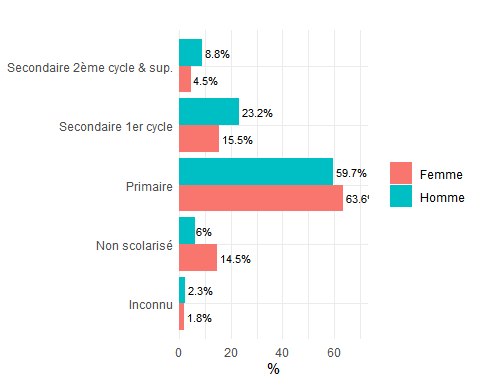 Secondaire 2ème cycle & sup.
8.8%
4.5%
Secondaire 1er cycle
23.2%
15.5%
Primaire
59.7%
63.6%
Non scolarisé
6%
14.5%
Inconnu
2.3%
1.8%
0 20 40 60
%
Femme
Homme